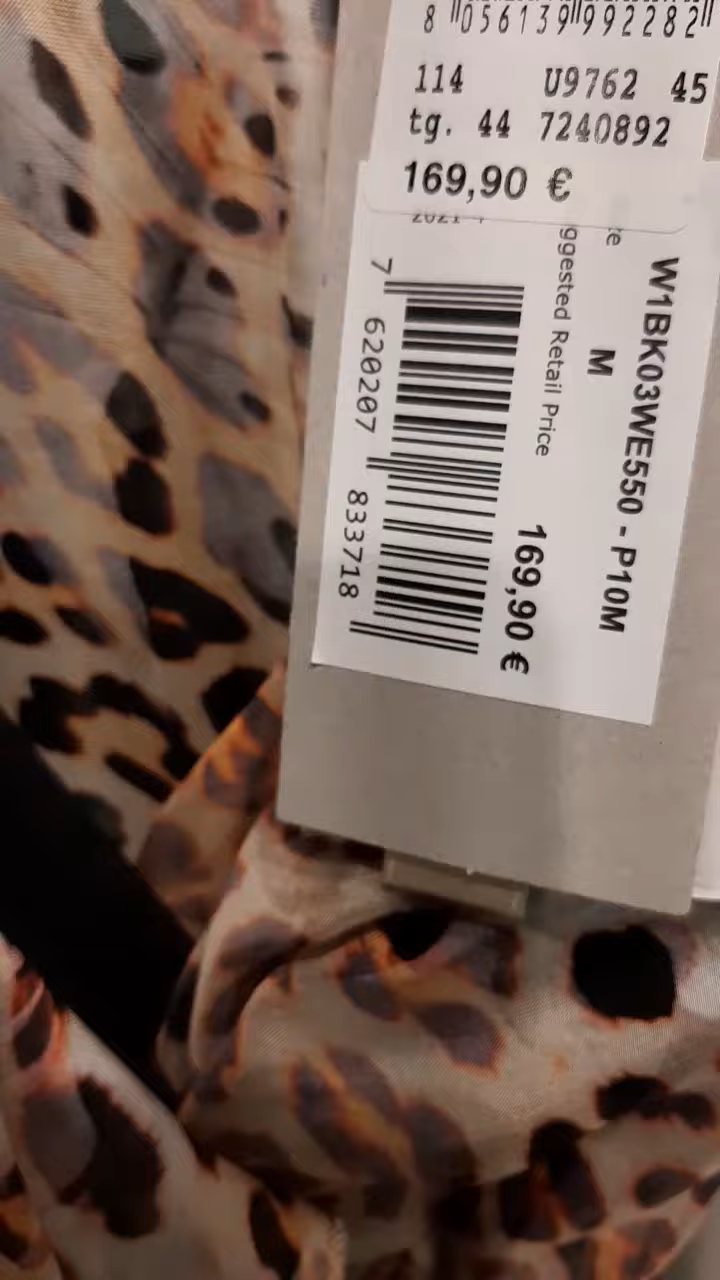 8 056139 992282
114 U9762 45
tg. 44 7240892
169,90 €
W1BK03WE550 - P10M
M
ggested Retail Price 169,90 €
7 620207 833718